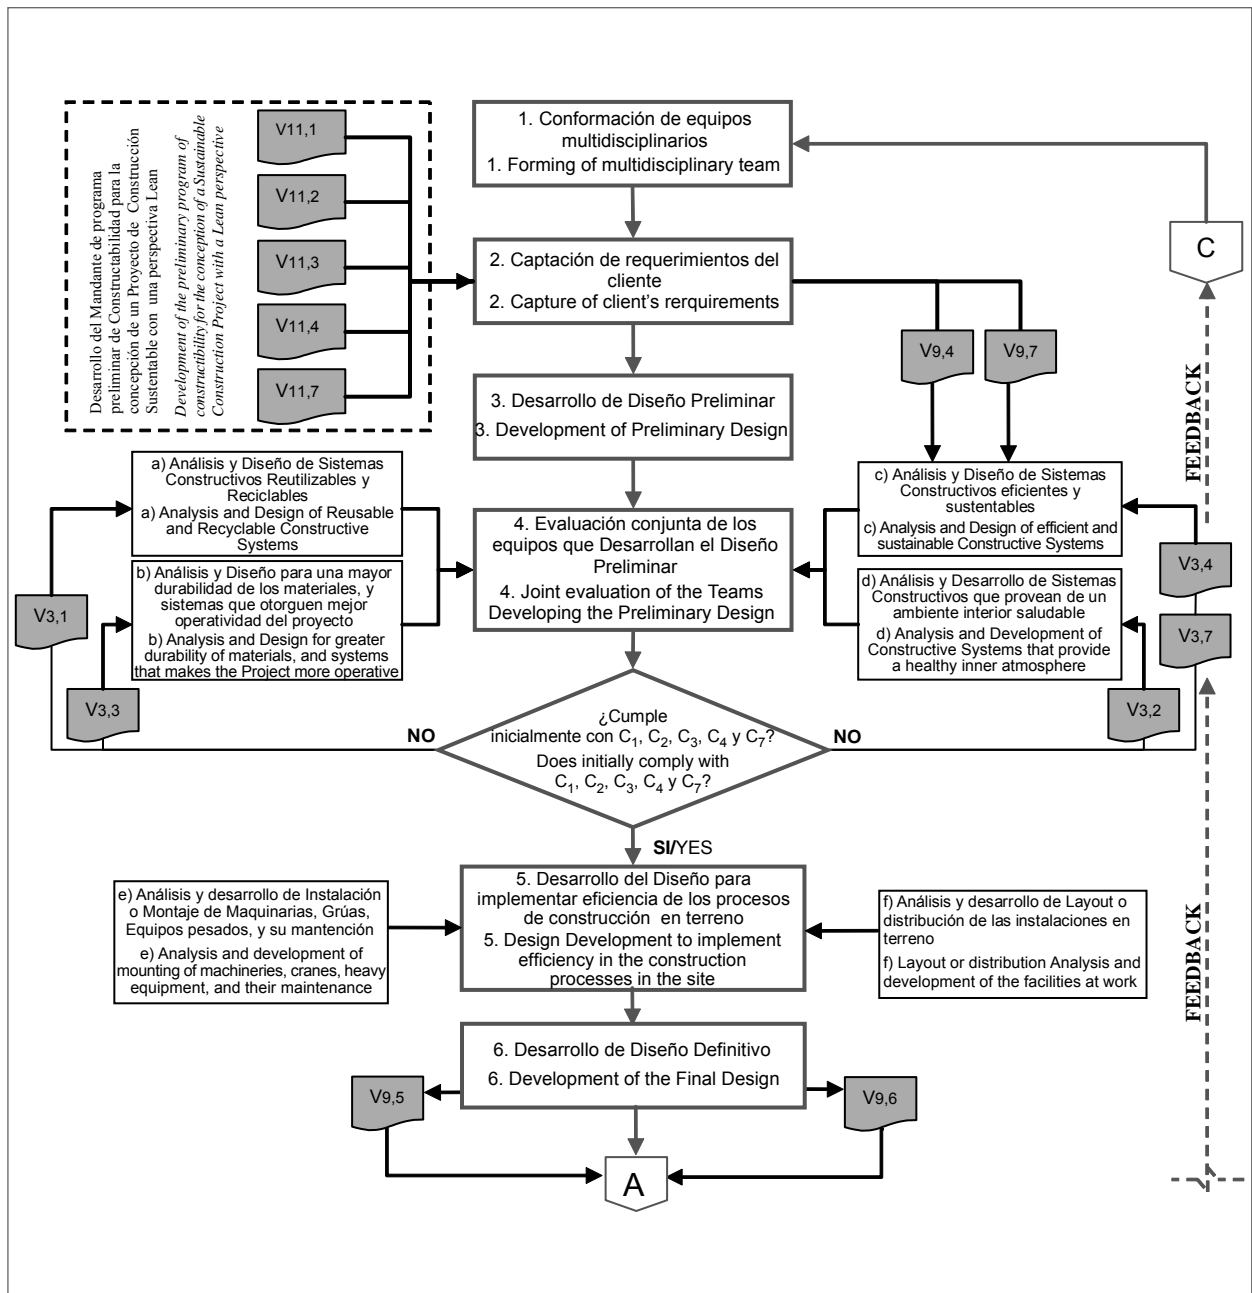 Desarrollo del Mandante de programa
preliminar de Constructabilidad para la
concepción de un Proyecto de Construcción
Sustentable con una perspectiva Lean
Development of the preliminary program of
constructibility for the conception of a Sustainable
Construction Project with a Lean perspective
V11,1
V11,2
V11,3
V11,4
V11,7
1. Conformación de equipos
multidisciplinarios
1. Forming of multidisciplinary team
C
2. Captación de requerimientos del
cliente
2. Capture of client's rerquirements
V9,4
V9,7
FEEDBACK
3. Desarrollo de Diseño Preliminar
3. Development of Preliminary Design
a) Análisis y Diseño de Sistemas
Constructivos Reutilizables y
Reciclables
a) Analysis and Design of Reusable
and Recyclable Constructive
Systems
b) Análisis y Diseño para una mayor
durabilidad de los materiales, y
sistemas que otorguen mejor
operatividad del proyecto
b) Analysis and Design for greater
durability of materials, and systems
that makes the Project more operative
V3,1
V3,3
4. Evaluación conjunta de los
equipos que Desarrollan el Diseño
Preliminar
4. Joint evaluation of the Teams
Developing the Preliminary Design
c) Análisis y Diseño de Sistemas
Constructivos eficientes y
sustentables
c) Analysis and Design of efficient and
sustainable Constructive Systems
d) Análisis y Desarrollo de Sistemas
Constructivos que provean de un
ambiente interior saludable
d) Analysis and Development of
Constructive Systems that provide
a healthy inner atmosphere
V3,4
V3,7
V3,2
NO
¿Cumple
inicialmente con C1, C2, C3, C4 y C7?
Does initially comply with
C1, C2, C3, C4 y C7?
NO
SI/YES
e) Análisis y desarrollo de Instalación
o Montaje de Maquinarias, Grúas,
Equipos pesados, y su mantención
e) Analysis and development of
mounting of machineries, cranes, heavy
equipment, and their maintenance
5. Desarrollo del Diseño para
implementar eficiencia de los procesos
de construcción en terreno
5. Design Development to implement
efficiency in the construction
processes in the site
f) Análisis y desarrollo de Layout o
distribución de las instalaciones en
terreno
f) Layout or distribution Analysis and
development of the facilities at work
FEEDBACK
6. Desarrollo de Diseño Definitivo
6. Development of the Final Design
V9,5
V9,6
A